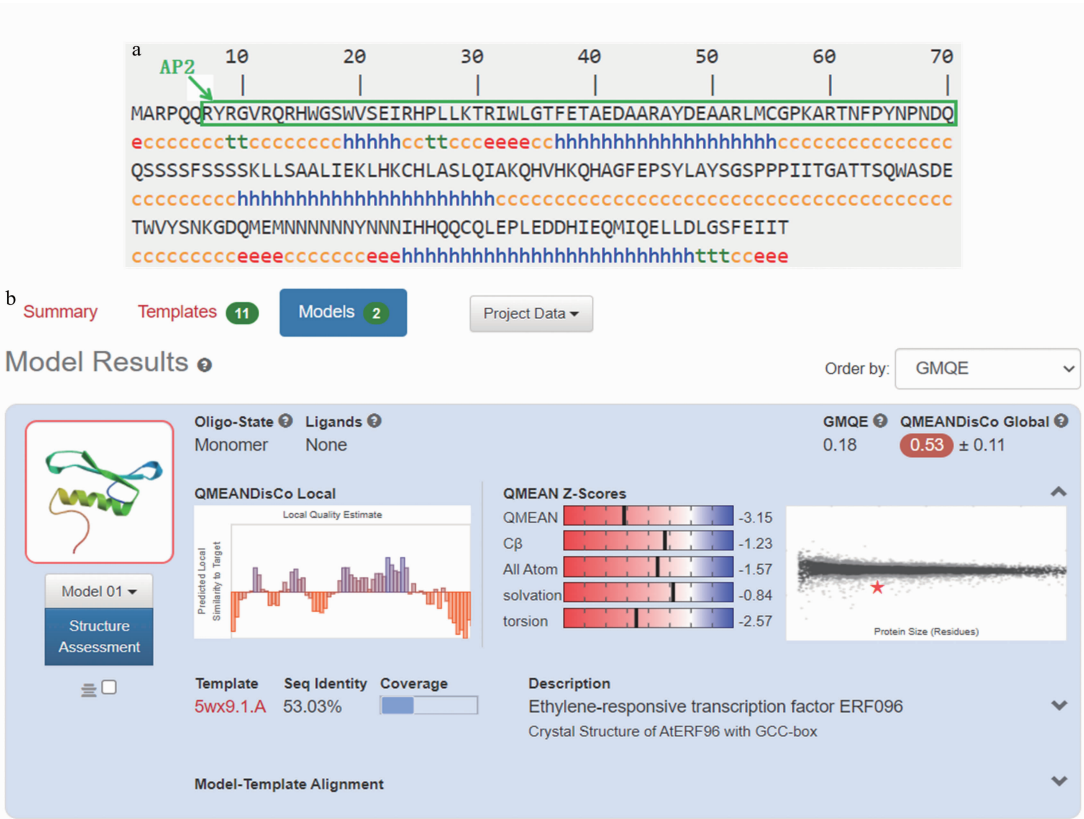 a
10 20 30 40 50 60 70
AP2
MARPQQRYRGVRQRHWGSWVSEIRHPLLKTRIWLGTFETAEDAARAYDEAARLMCGPKARTNFPYNPNDQ
ecccccccttcccccccchhhhhccttccceeeecchhhhhhhhhhhhhhhhhhhccccccccccccccc
QSSSSFSSSSKLLSAALIEKLHKCHLASLQIAKQHVHKQHAGFEPSYLAYSGSPPPIITGATTSQWASDE
ccccccccchhhhhhhhhhhhhhhhhhhhhhccccccccccccccccccccccccccccccccccccccc
TWVYSNKGDQMEMNNNNNNYNNNIHHQQCQLEPLEDDHIEQMIQELLDLGSFEIIT
ccccccccceeeeccccccceeehhhhhhhhhhhhhhhhhhhhhhhhhtttcceee
b
Summary Templates 11 Models 2 Project Data
Model Results
Order by: GMQE
Oligo-State Ligands GMQE QMEANDisCo Global
Monomer None 0.18 0.53 ± 0.11
QMEANDisCo Local QMEAN Z-Scores
Local Quality Estimate
Predicted Local
Similarity to Target
QMEAN -3.15
Cβ -1.23
All Atom -1.57
solvation -0.84
torsion -2.57
Protein Size (Residues)
Model 01
Structure
Assessment
Template Seq Identity Coverage Description
5wx9.1.A 53.03% Ethylene-responsive transcription factor ERF096
Crystal Structure of AtERF96 with GCC-box
Model-Template Alignment